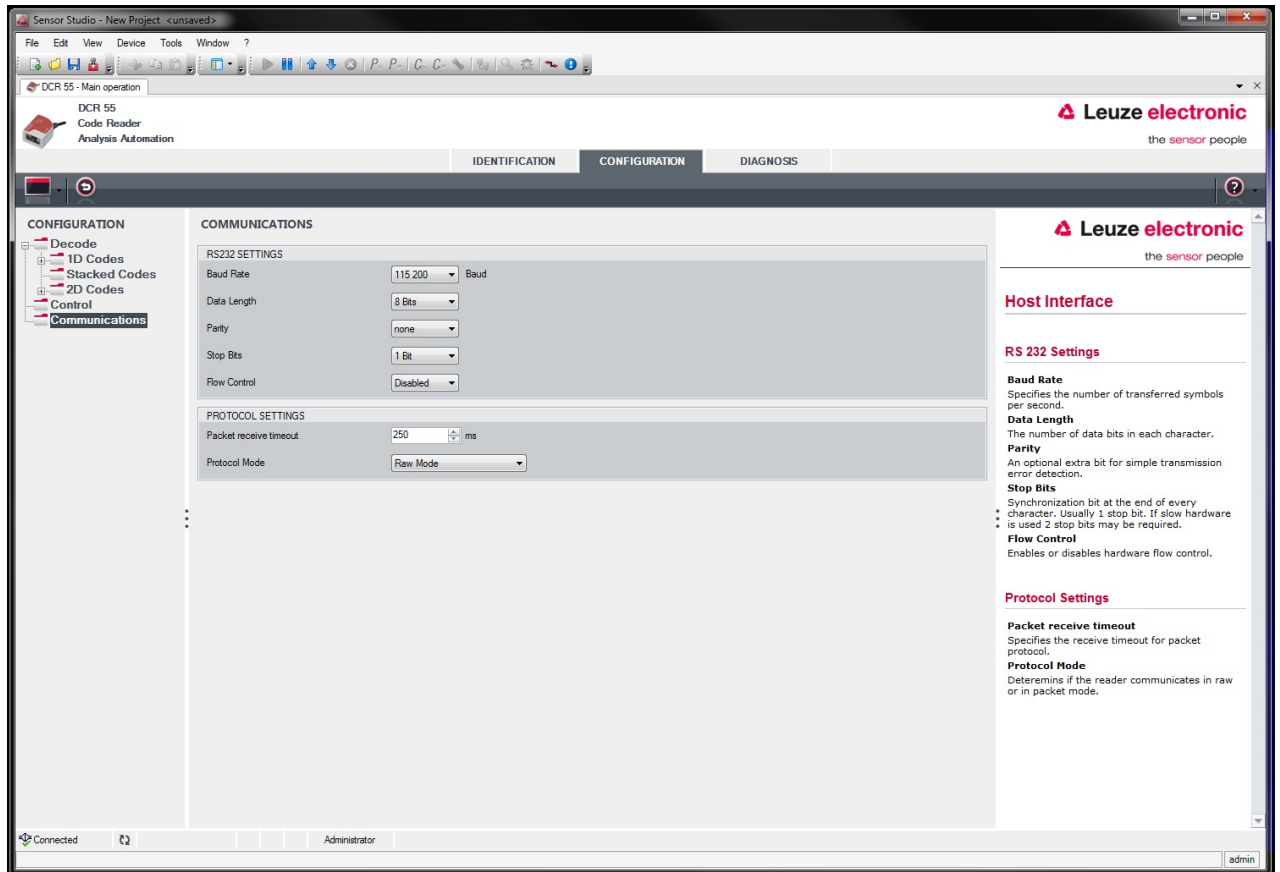 Sensor Studio - New Project <unsaved>
File Edit View Device Tools Window ?
DCR 55 - Main operation
DCR 55
Code Reader
Analysis Automation
Leuze electronic
the sensor people
IDENTIFICATION CONFIGURATION DIAGNOSIS
CONFIGURATION
Decode
1D Codes
Stacked Codes
2D Codes
Control
Communications
COMMUNICATIONS
RS232 SETTINGS
Baud Rate 115 200 Baud
Data Length 8 Bits
Parity none
Stop Bits 1 Bit
Flow Control Disabled
PROTOCOL SETTINGS
Packet receive timeout 250 ms
Protocol Mode Raw Mode
Leuze electronic
the sensor people
Host Interface
RS 232 Settings
Baud Rate
Specifies the number of transferred symbols
per second.
Data Length
The number of data bits in each character.
Parity
An optional extra bit for simple transmission
error detection.
Stop Bits
Synchronization bit at the end of every
character. Usually 1 stop bit. If slow hardware
is used 2 stop bits may be required.
Flow Control
Enables or disables hardware flow control.
Protocol Settings
Packet receive timeout
Specifies the receive timeout for packet
protocol.
Protocol Mode
Deteremins if the reader communicates in raw
or in packet mode.
Connected Administrator
admin